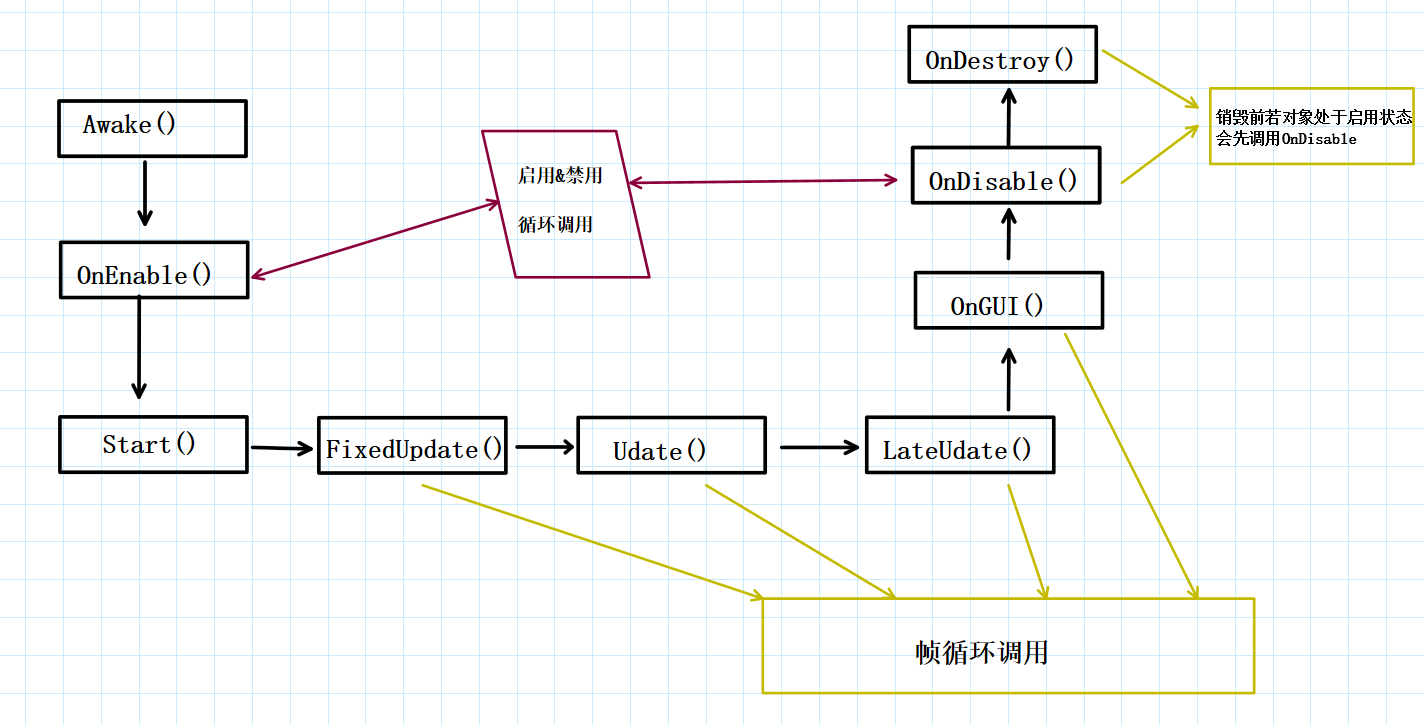 OnDestroy()
Awake()
销毁前若对象处于启用状态
会先调用OnDisable
启用&禁用
循环调用
OnDisable()
OnEnable()
OnGUI()
Start()
FixedUpdate()
Udate()
LateUdate()
帧循环调用